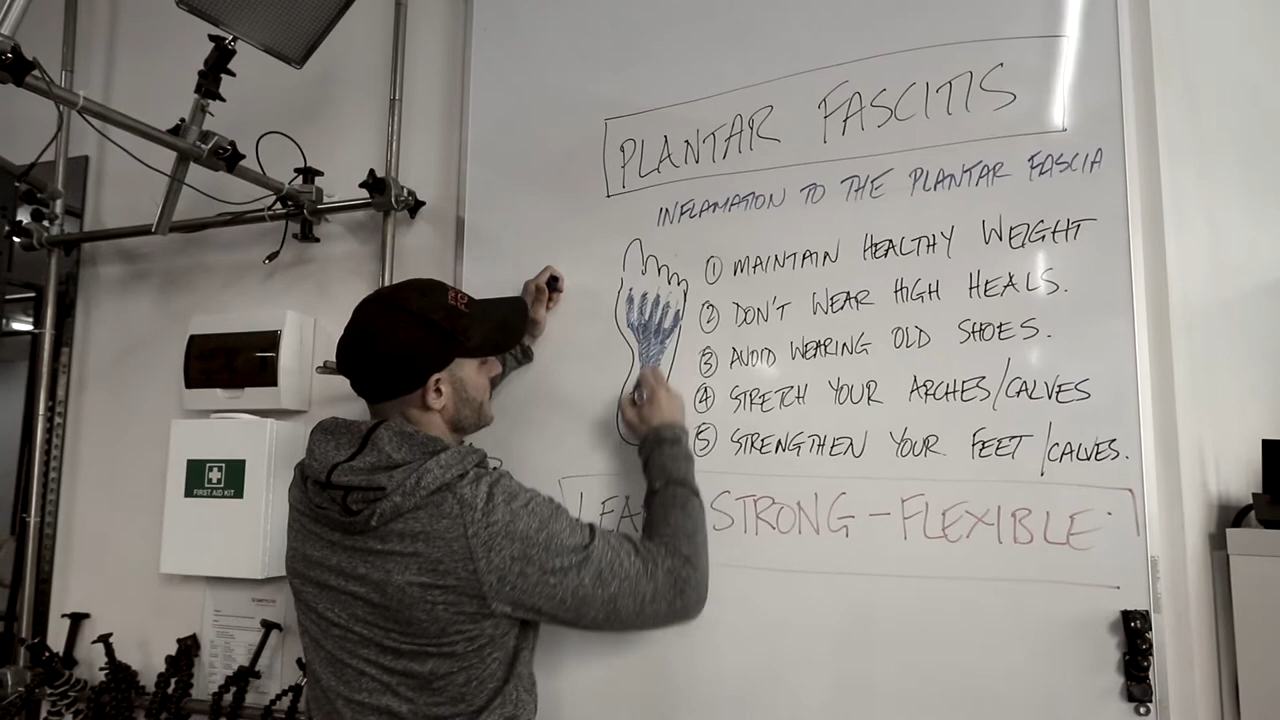 PLANTAR FASCITIS
INFLAMATION TO THE PLANTAR FASCIA
① MAINTAIN HEALTHY WEIGHT
② DON'T WEAR HIGH HEALS.
③ AVOID WEARING OLD SHOES.
④ STRETCH YOUR ARCHES/CALVES
⑤ STRENGTHEN YOUR FEET/CALVES.
STRONG - FLEXIBLE
FIRST AID KIT